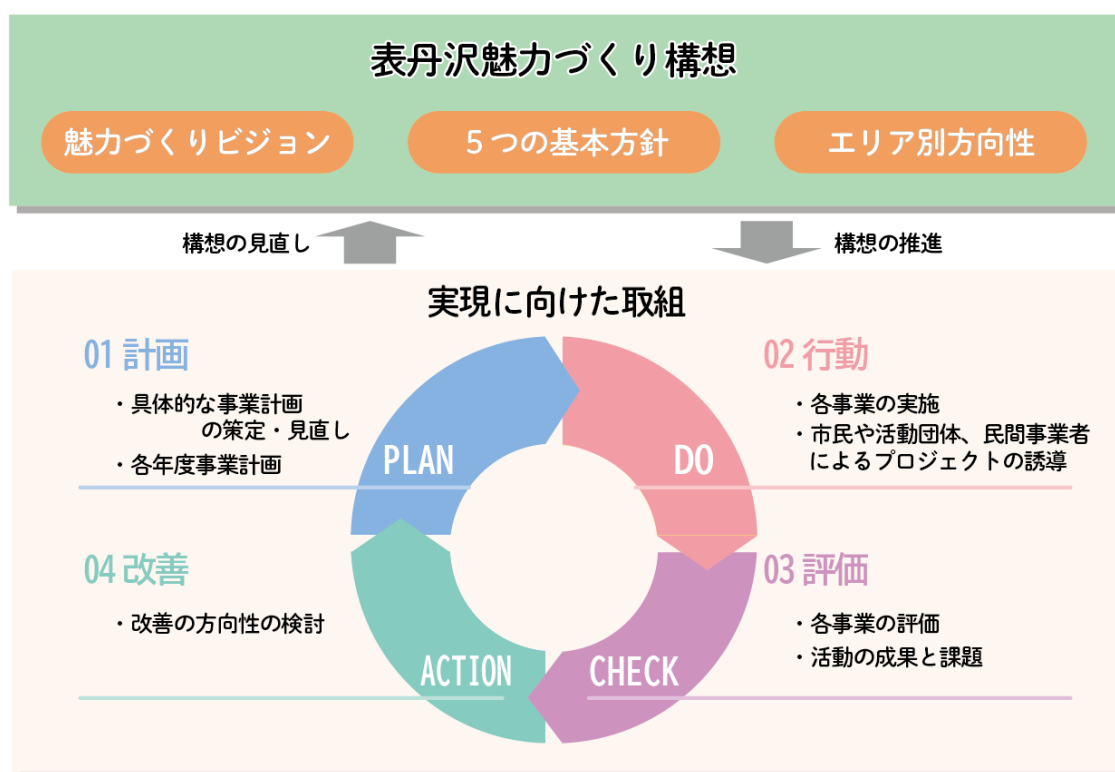 表丹沢魅力づくり構想
魅力づくりビジョン
5つの基本方針
エリア別方向性
構想の見直し
構想の推進
実現に向けた取組
01 計画
・具体的な事業計画
の策定・見直し
・各年度事業計画
PLAN
02 行動
・各事業の実施
・市民や活動団体、民間事業者
によるプロジェクトの誘導
DO
04 改善
・改善の方向性の検討
ACTION
03 評価
・各事業の評価
・活動の成果と課題
CHECK